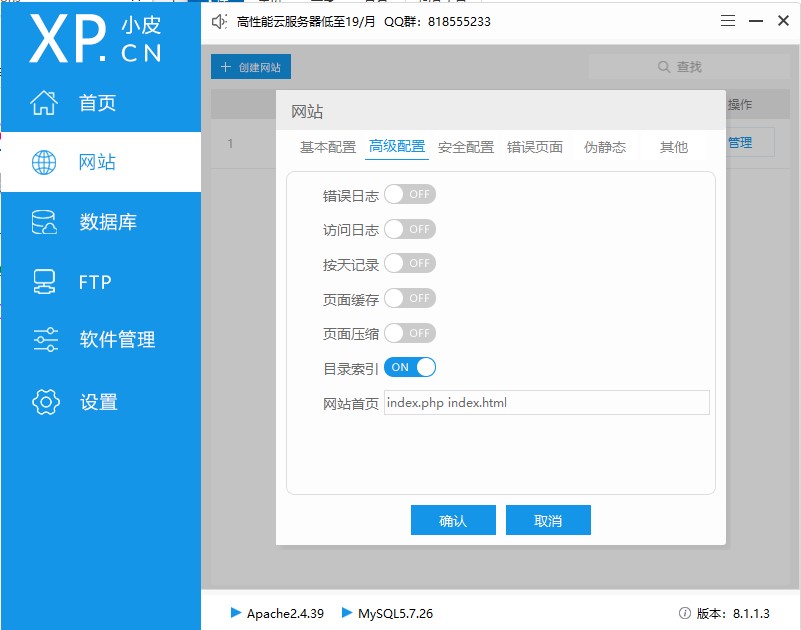 XP.CN 小皮
高性能云服务器低至19/月 QQ群：818555233
首页
网站
数据库
FTP
软件管理
设置
+ 创建网站
查找
操作
1
管理
网站
基本配置 高级配置 安全配置 错误页面 伪静态 其他
错误日志 OFF
访问日志 OFF
按天记录 OFF
页面缓存 OFF
页面压缩 OFF
目录索引 ON
网站首页 index.php index.html
确认 取消
Apache2.4.39 MySQL5.7.26 版本：8.1.1.3